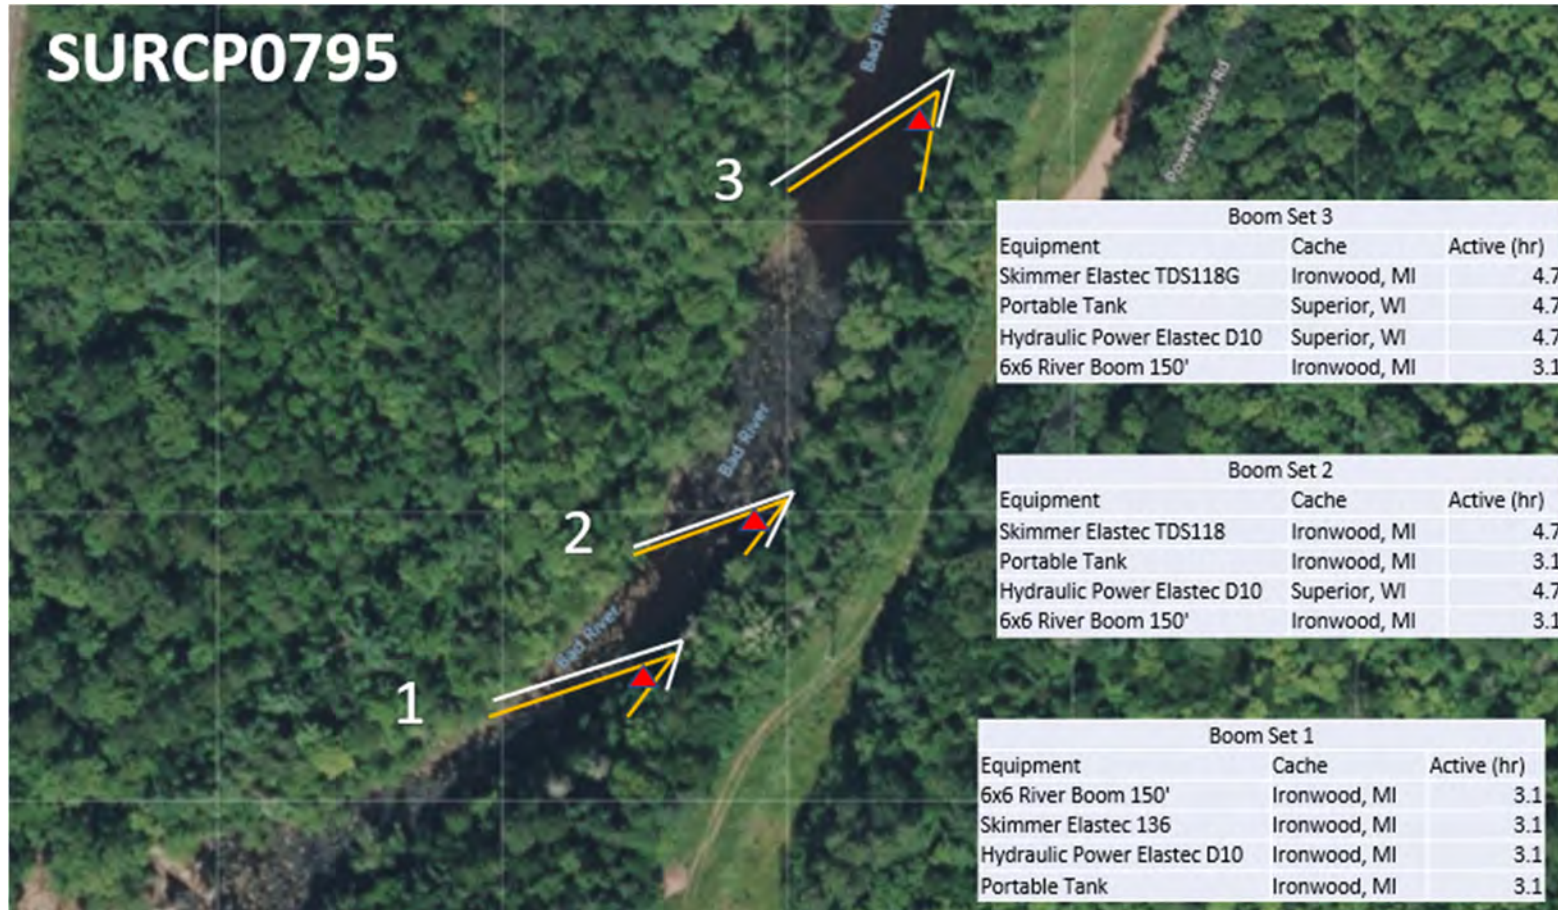 SURCP0795
Bad Rive
Power House Rd
3
Boom Set 3
Equipment Cache Active (hr)
Skimmer Elastec TDS118G Ironwood, MI 4.7
Portable Tank Superior, WI 4.7
Hydraulic Power Elastec D10 Superior, WI 4.7
6x6 River Boom 150' Ironwood, MI 3.1
Bad River
2
Boom Set 2
Equipment Cache Active (hr)
Skimmer Elastec TDS118 Ironwood, MI 4.7
Portable Tank Ironwood, MI 3.1
Hydraulic Power Elastec D10 Superior, WI 4.7
6x6 River Boom 150' Ironwood, MI 3.1
Bad River
1
Boom Set 1
Equipment Cache Active (hr)
6x6 River Boom 150' Ironwood, MI 3.1
Skimmer Elastec 136 Ironwood, MI 3.1
Hydraulic Power Elastec D10 Ironwood, MI 3.1
Portable Tank Ironwood, MI 3.1